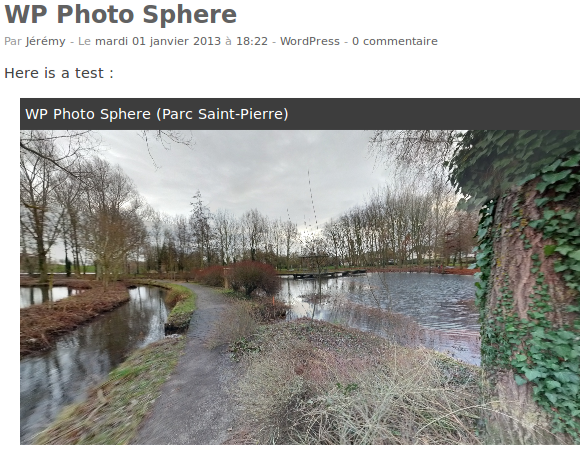 WP Photo Sphere
Par Jérémy - Le mardi 01 janvier 2013 à 18:22 - WordPress - 0 commentaire
Here is a test :
WP Photo Sphere (Parc Saint-Pierre)